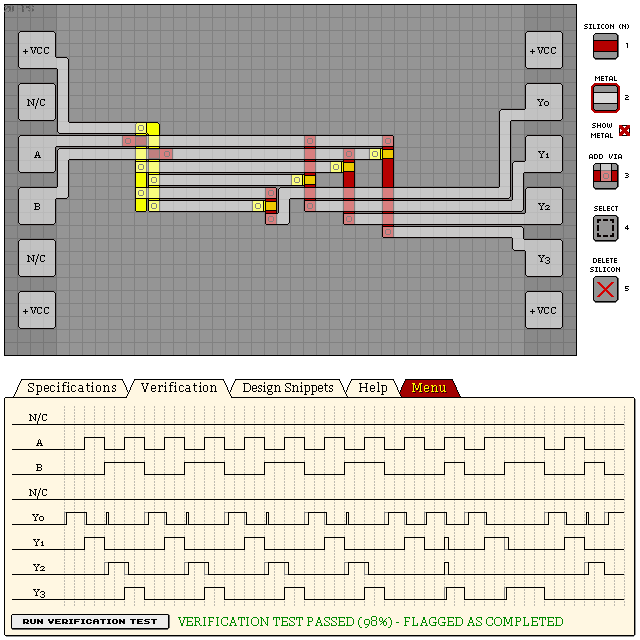 +VCC
N/C
A
B
N/C
+VCC
+VCC
Y0
Y1
Y2
Y3
+VCC
SILICON (N)
1
METAL
2
SHOW
METAL
ADD VIA
3
SELECT
4
DELETE
SILICON
5
Specifications
Verification
Design Snippets
Help
Menu
N/C
A
B
N/C
Y0
Y1
Y2
Y3
RUN VERIFICATION TEST
VERIFICATION TEST PASSED (98%) - FLAGGED AS COMPLETED